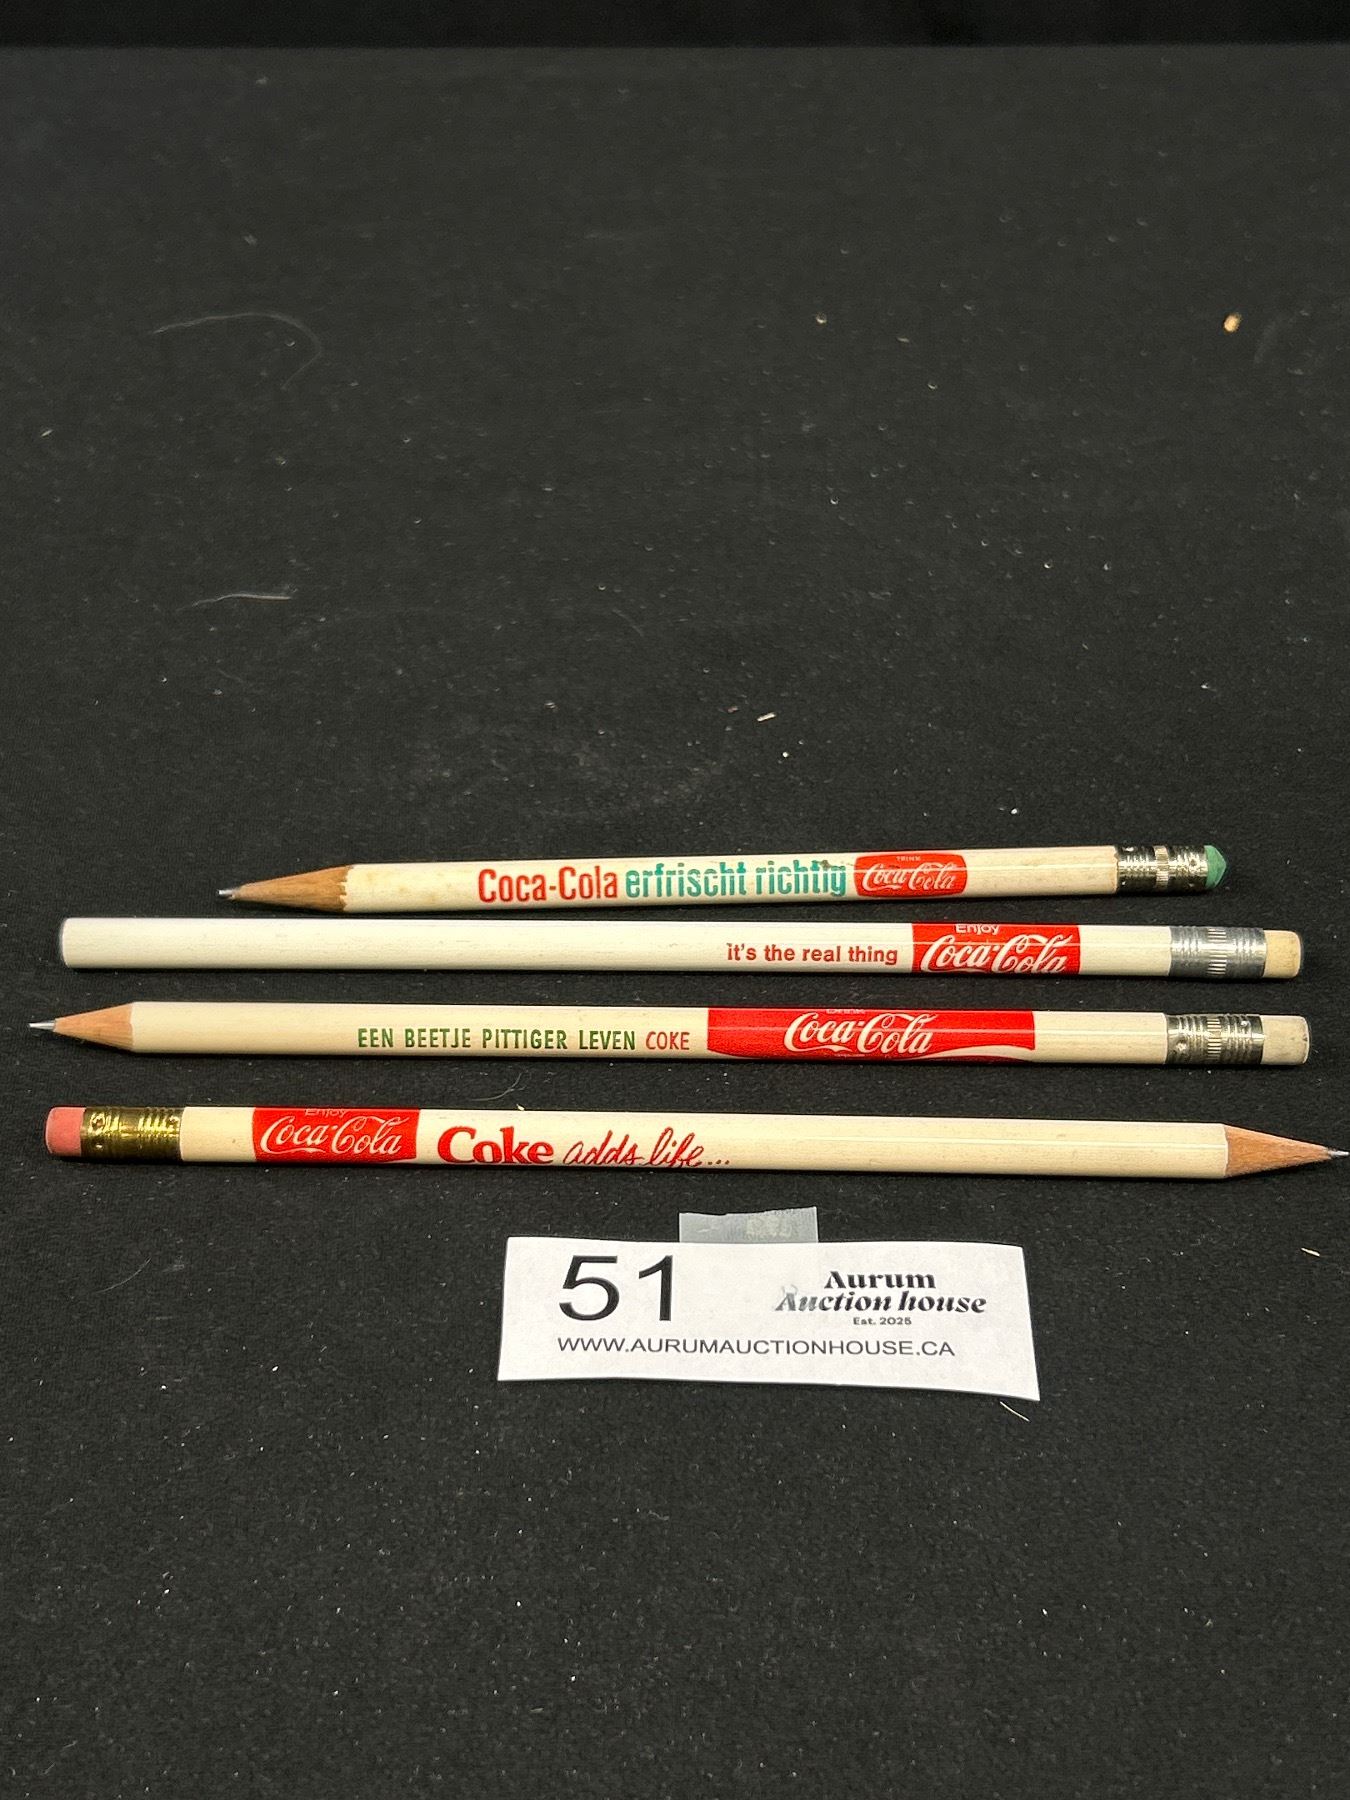 Coca-Cola erfrischt richtig TRINK Coca-Cola
it's the real thing Enjoy Coca-Cola
EEN BEETJE PITTIGER LEVEN COKE DRINK Coca-Cola
Enjoy Coca-Cola Coke adds life...
51 Aurum
Auction house
Est. 2025
WWW.AURUMAUCTIONHOUSE.CA